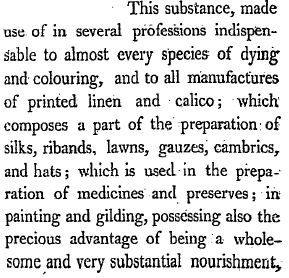 This substance, made
use of in several professions indispen-
sable to almost every species of dying
and colouring, and to all manufactures
of printed linen and calico; which
composes a part of the preparation of
silks, ribands, lawns, gauzes, cambrics,
and hats; which is used in the prepa-
ration of medicines and preserves; in
painting and gilding, possessing also the
precious advantage of being a whole-
some and very substantial nourishment,